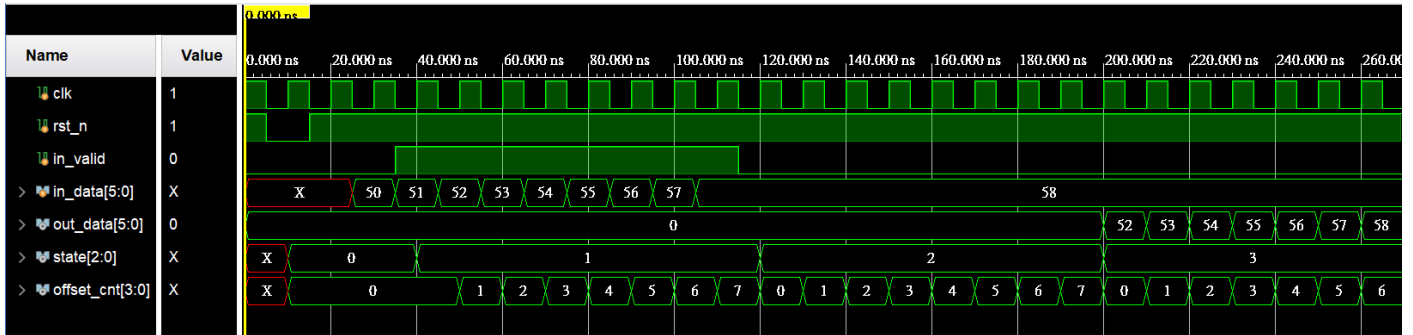 0.000 ns
Name Value 0.000 ns 20.000 ns 40.000 ns 60.000 ns 80.000 ns 100.000 ns 120.000 ns 140.000 ns 160.000 ns 180.000 ns 200.000 ns 220.000 ns 240.000 ns 260.0
clk 1
rst_n 1
in_valid 0
in_data[5:0] X X 50 51 52 53 54 55 56 57 58
out_data[5:0] 0 0 52 53 54 55 56 57 58
state[2:0] X X 0 1 2 3
offset_cnt[3:0] X X 0 1 2 3 4 5 6 7 0 1 2 3 4 5 6 7 0 1 2 3 4 5 6